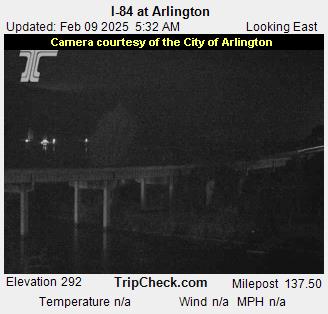 I-84 at Arlington
Updated: Feb 09 2025 5:32 AM Looking East
Camera courtesy of the City of Arlington
Elevation 292 TripCheck.com Milepost 137.50
Temperature n/a Wind n/a MPH n/a